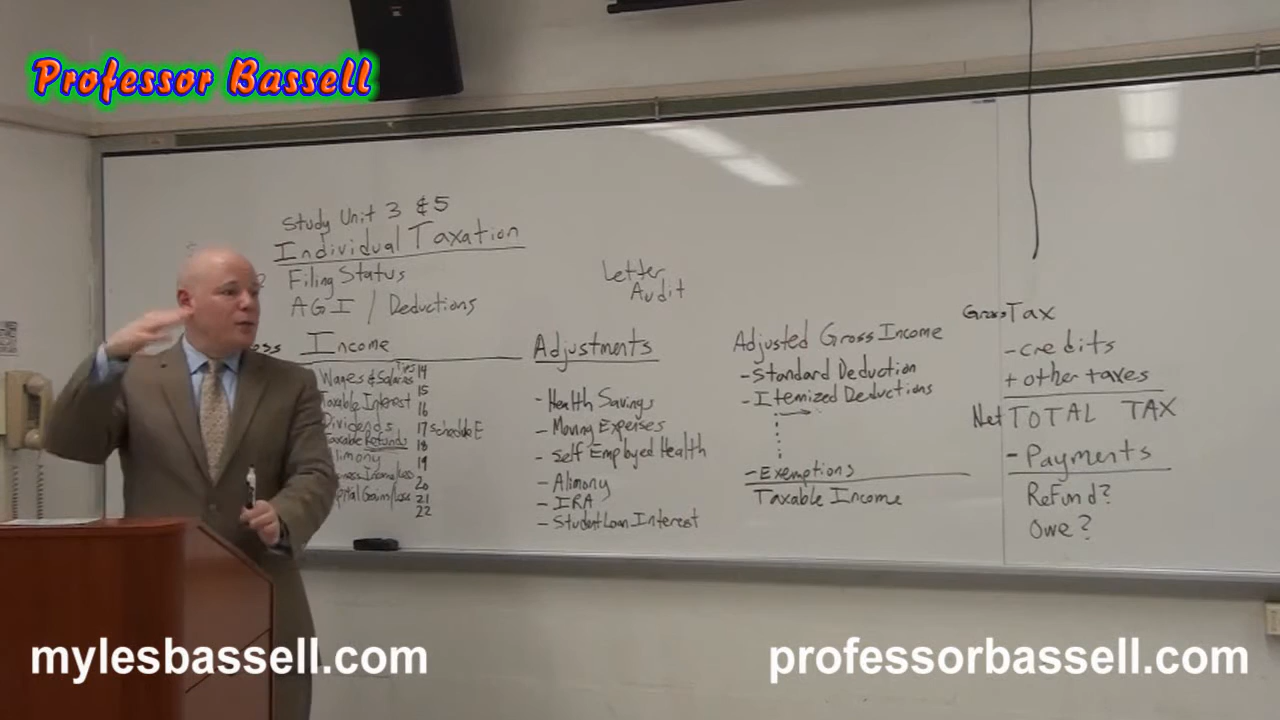 Professor Bassell
Study Unit 3 & 5
Individual Taxation
Filing Status
AGI / Deductions
Letter
Audit
Income
Tips 14
Wages & Salaries
15
Interest
16
Dividends
17 Schedule E
Refunds
18
19
20
21
22
Adjustments
- Health Savings
- Moving Expenses
- Self Employed Health
- Alimony
- IRA
- Student Loan Interest
Adjusted Gross Income
- Standard Deduction
- Itemized Deductions
- Exemptions
Taxable Income
Gross Tax
- credits
+ other taxes
Net TOTAL TAX
- Payments
Refund?
Owe?
mylesbassell.com
professorbassell.com